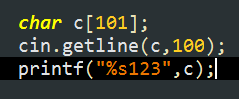 char c[101];
cin.getline(c,100);
printf("%s123",c);